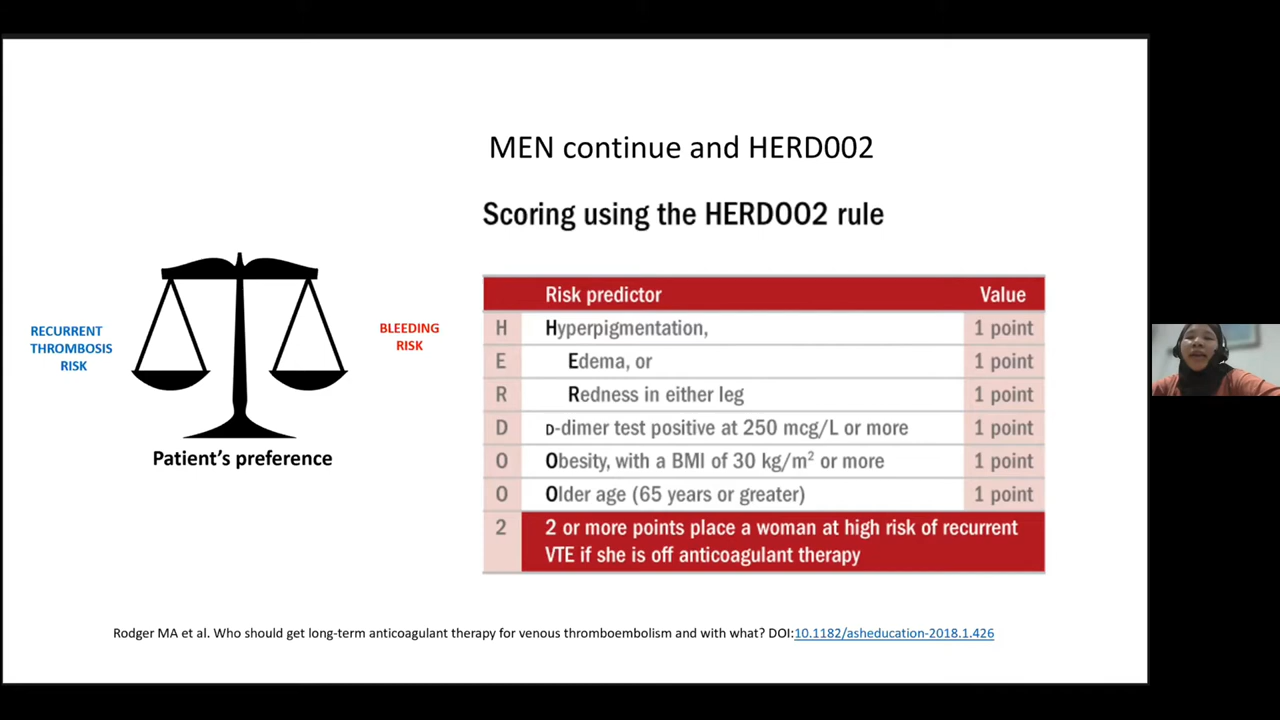 MEN continue and HERD002
Scoring using the HERDOO2 rule
RECURRENT
THROMBOSIS
RISK
BLEEDING
RISK
Patient's preference
Risk predictor Value
H Hyperpigmentation, 1 point
E Edema, or 1 point
R Redness in either leg 1 point
D D-dimer test positive at 250 mcg/L or more 1 point
O Obesity, with a BMI of 30 kg/m² or more 1 point
O Older age (65 years or greater) 1 point
2 2 or more points place a woman at high risk of recurrent
VTE if she is off anticoagulant therapy
Rodger MA et al. Who should get long-term anticoagulant therapy for venous thromboembolism and with what? DOI:10.1182/asheducation-2018.1.426